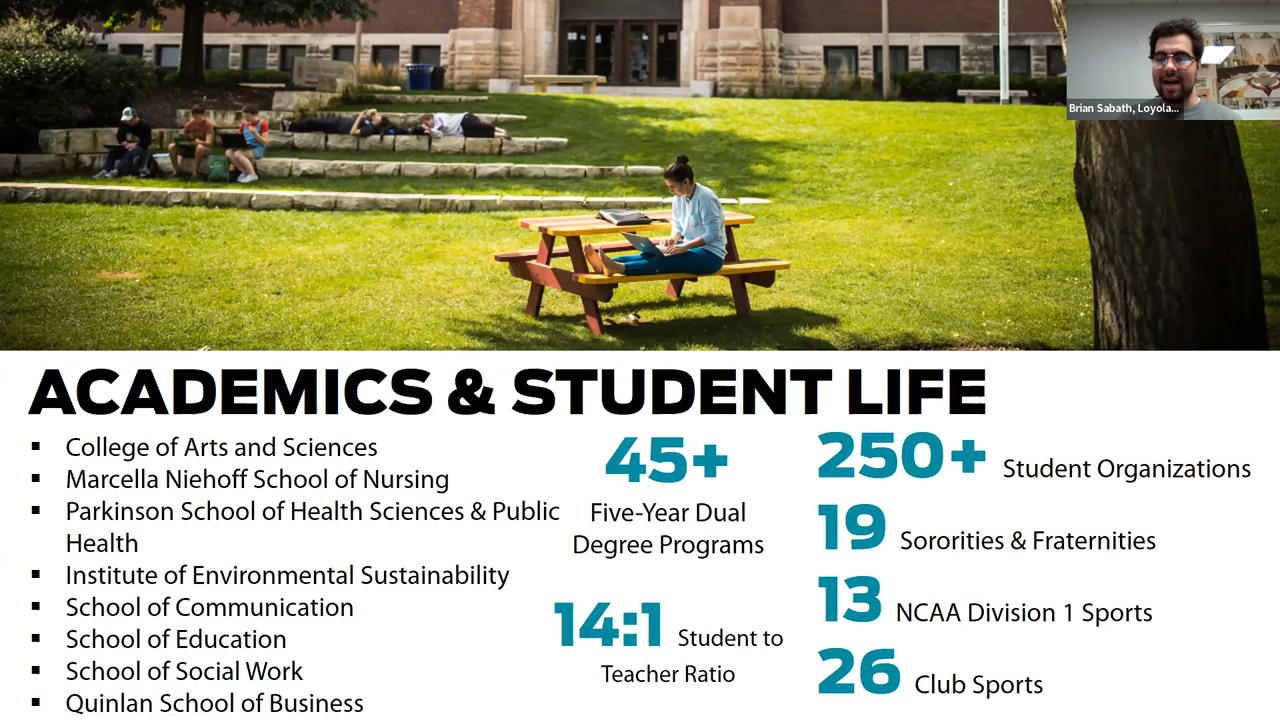 Brian Sabath, Loyola...
ACADEMICS & STUDENT LIFE
▪ College of Arts and Sciences
▪ Marcella Niehoff School of Nursing
▪ Parkinson School of Health Sciences & Public
Health
▪ Institute of Environmental Sustainability
▪ School of Communication
▪ School of Education
▪ School of Social Work
▪ Quinlan School of Business
45+
Five-Year Dual
Degree Programs
14:1 Student to
Teacher Ratio
250+ Student Organizations
19 Sororities & Fraternities
13 NCAA Division 1 Sports
26 Club Sports